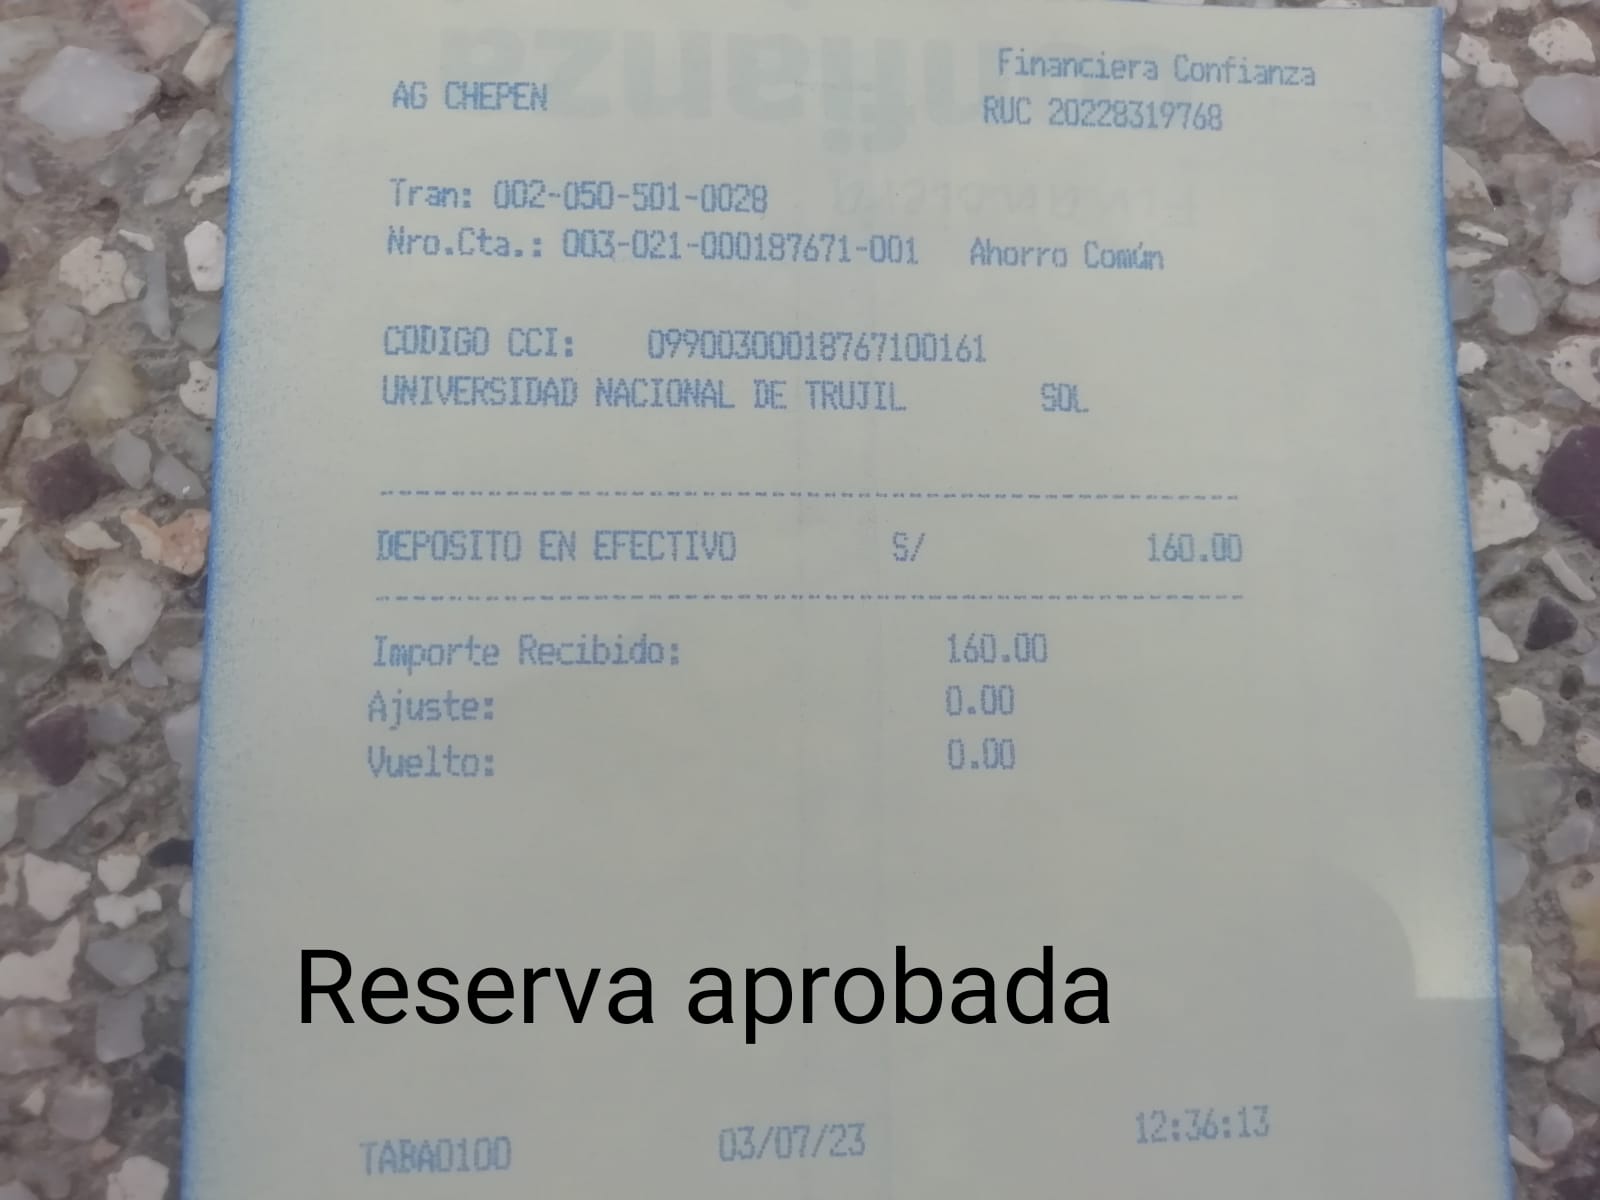 AG CHEPEN
Financiera Confianza
RUC 20228319768
Tran: 002-050-501-0028
Nro.Cta.: 003-021-000187671-001 Ahorro Común
CODIGO CCI: 09900300018767100161
UNIVERSIDAD NACIONAL DE TRUJIL SOL
DEPOSITO EN EFECTIVO S/ 160.00
Importe Recibido: 160.00
Ajuste: 0.00
Vuelto: 0.00
Reserva aprobada
TABA0100 03/07/23 12:36:13